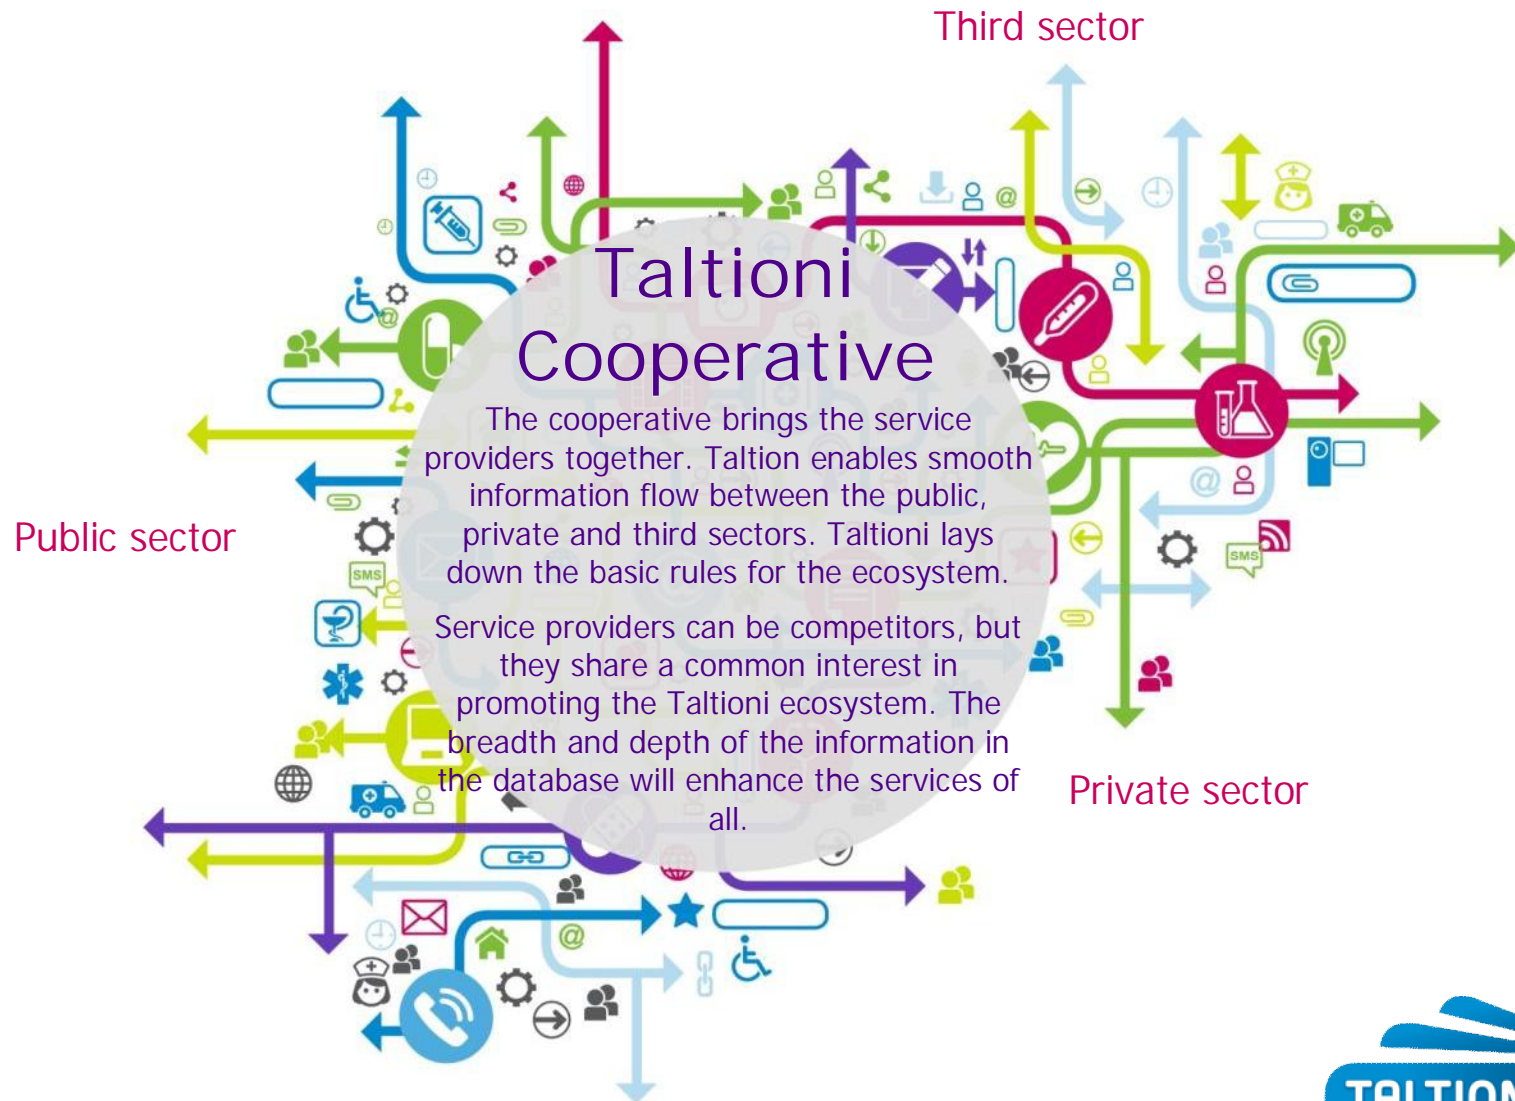 Third sector
Taltioni
Cooperative
The cooperative brings the service
providers together. Taltion enables smooth
information flow between the public,
private and third sectors. Taltioni lays
down the basic rules for the ecosystem.
Service providers can be competitors, but
they share a common interest in
promoting the Taltioni ecosystem. The
breadth and depth of the information in
the database will enhance the services of
all.
Public sector
Private sector
SMS
SMS
@
@
@
@
TALTION